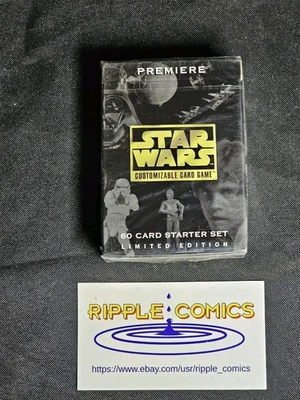 PREMIERE
STAR
WARS
CUSTOMIZABLE CARD GAME™
60 CARD STARTER SET
LIMITED EDITION
RIPPLE COMICS
https://www.ebay.com/usr/ripple_comics